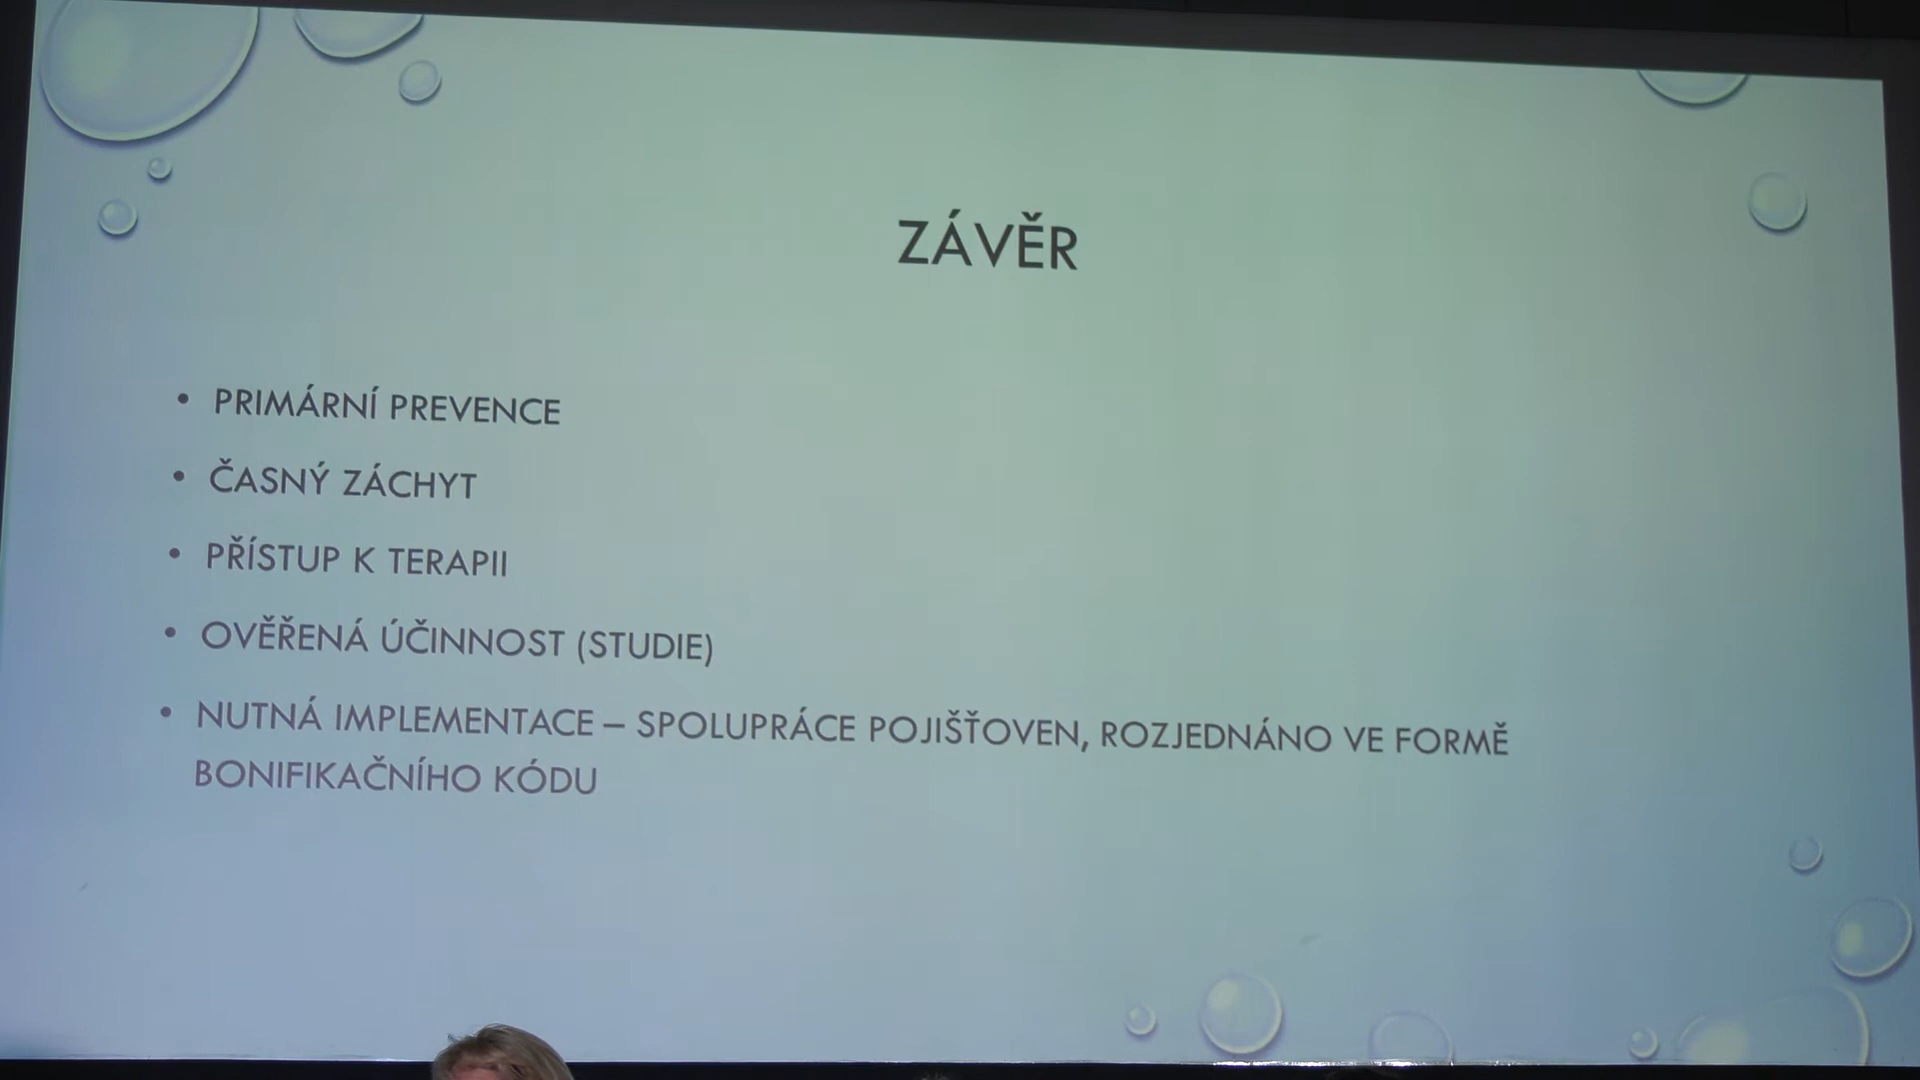 ZÁVĚR
• PRIMÁRNÍ PREVENCE
• ČASNÝ ZÁCHYT
• PŘÍSTUP K TERAPII
• OVĚŘENÁ ÚČINNOST (STUDIE)
• NUTNÁ IMPLEMENTACE – SPOLUPRÁCE POJIŠŤOVEN, ROZJEDNÁNO VE FORMĚ
BONIFIKAČNÍHO KÓDU